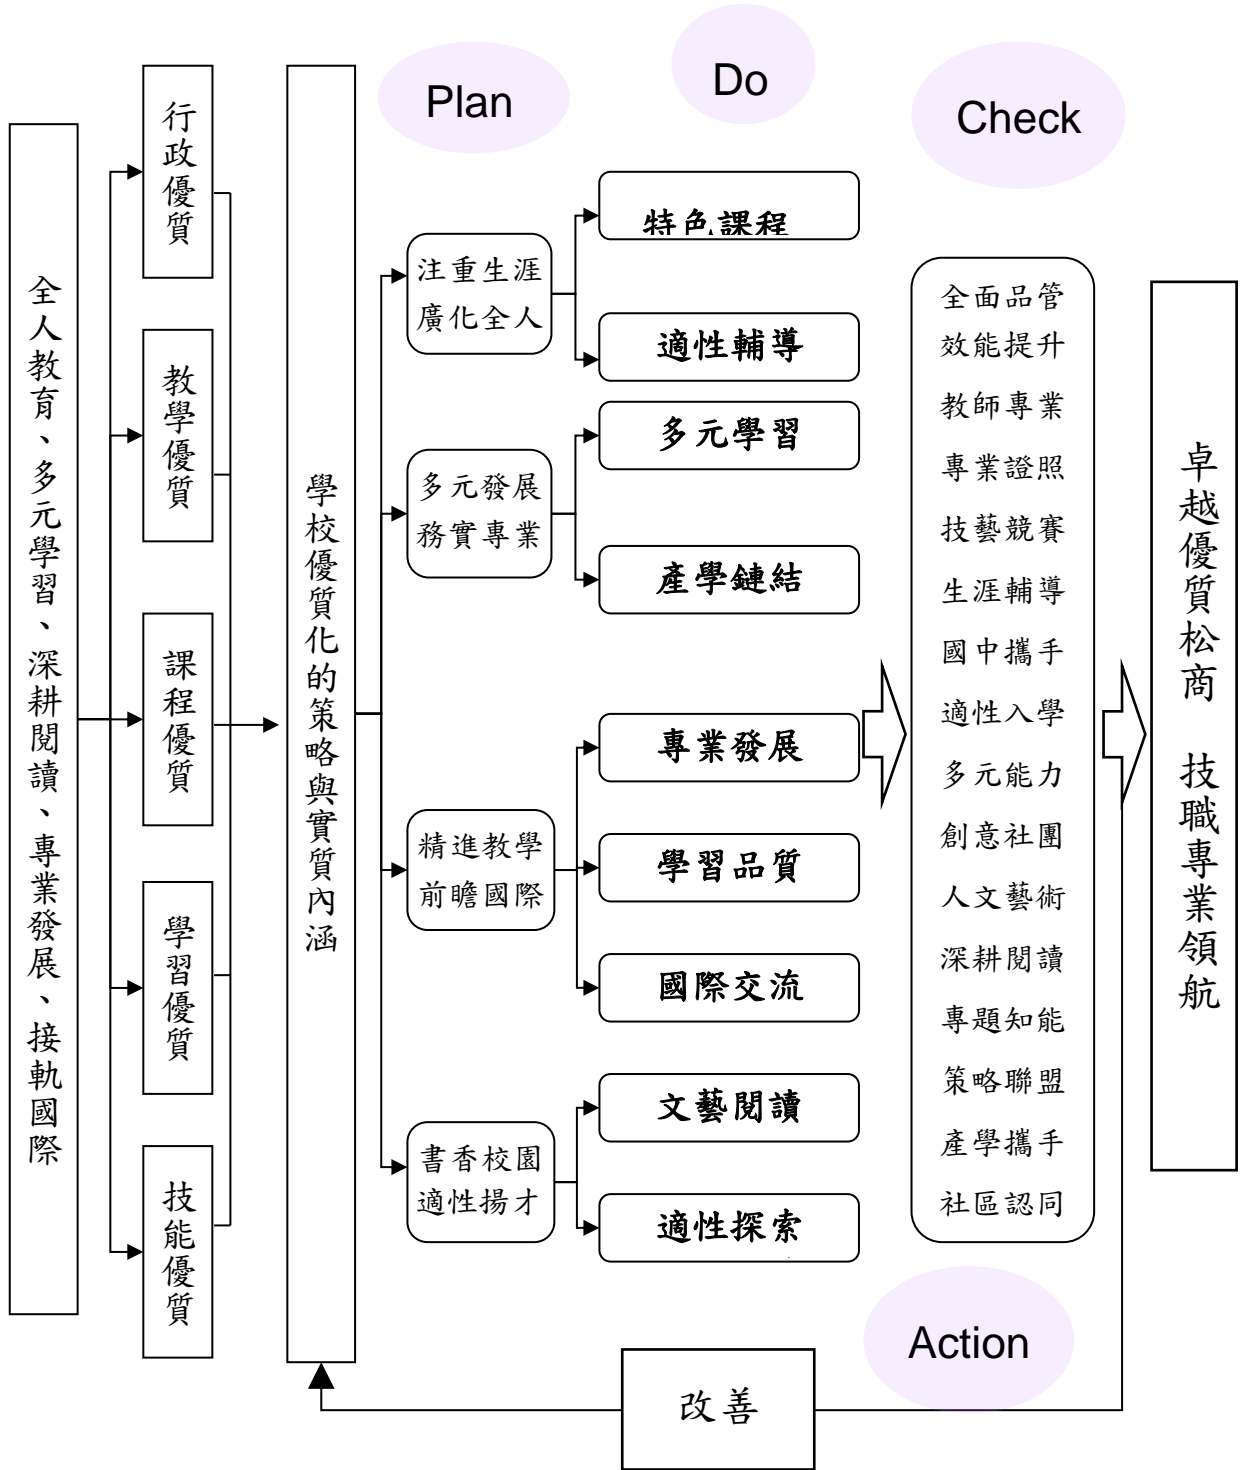 Plan
Do
Check
全人教育、多元學習、深耕閱讀、專業發展、接軌國際
行政優質
教學優質
課程優質
學習優質
技能優質
學校優質化的策略與實質內涵
注重生涯
廣化全人
多元發展
務實專業
精進教學
前瞻國際
書香校園
適性揚才
特色課程
適性輔導
多元學習
產學鏈結
專業發展
學習品質
國際交流
文藝閱讀
適性探索
全面品管
效能提升
教師專業
專業證照
技藝競賽
生涯輔導
國中攜手
適性入學
多元能力
創意社團
人文藝術
深耕閱讀
專題知能
策略聯盟
產學攜手
社區認同
卓越優質松商 技職專業領航
Action
改善